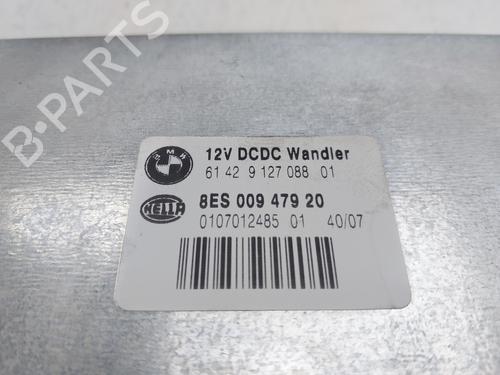 B-PARTS
BMW
12V DCDC Wandler
61 42 9 127 088 01
HELLA
8ES 009 479 20
0107012485 01 40/07